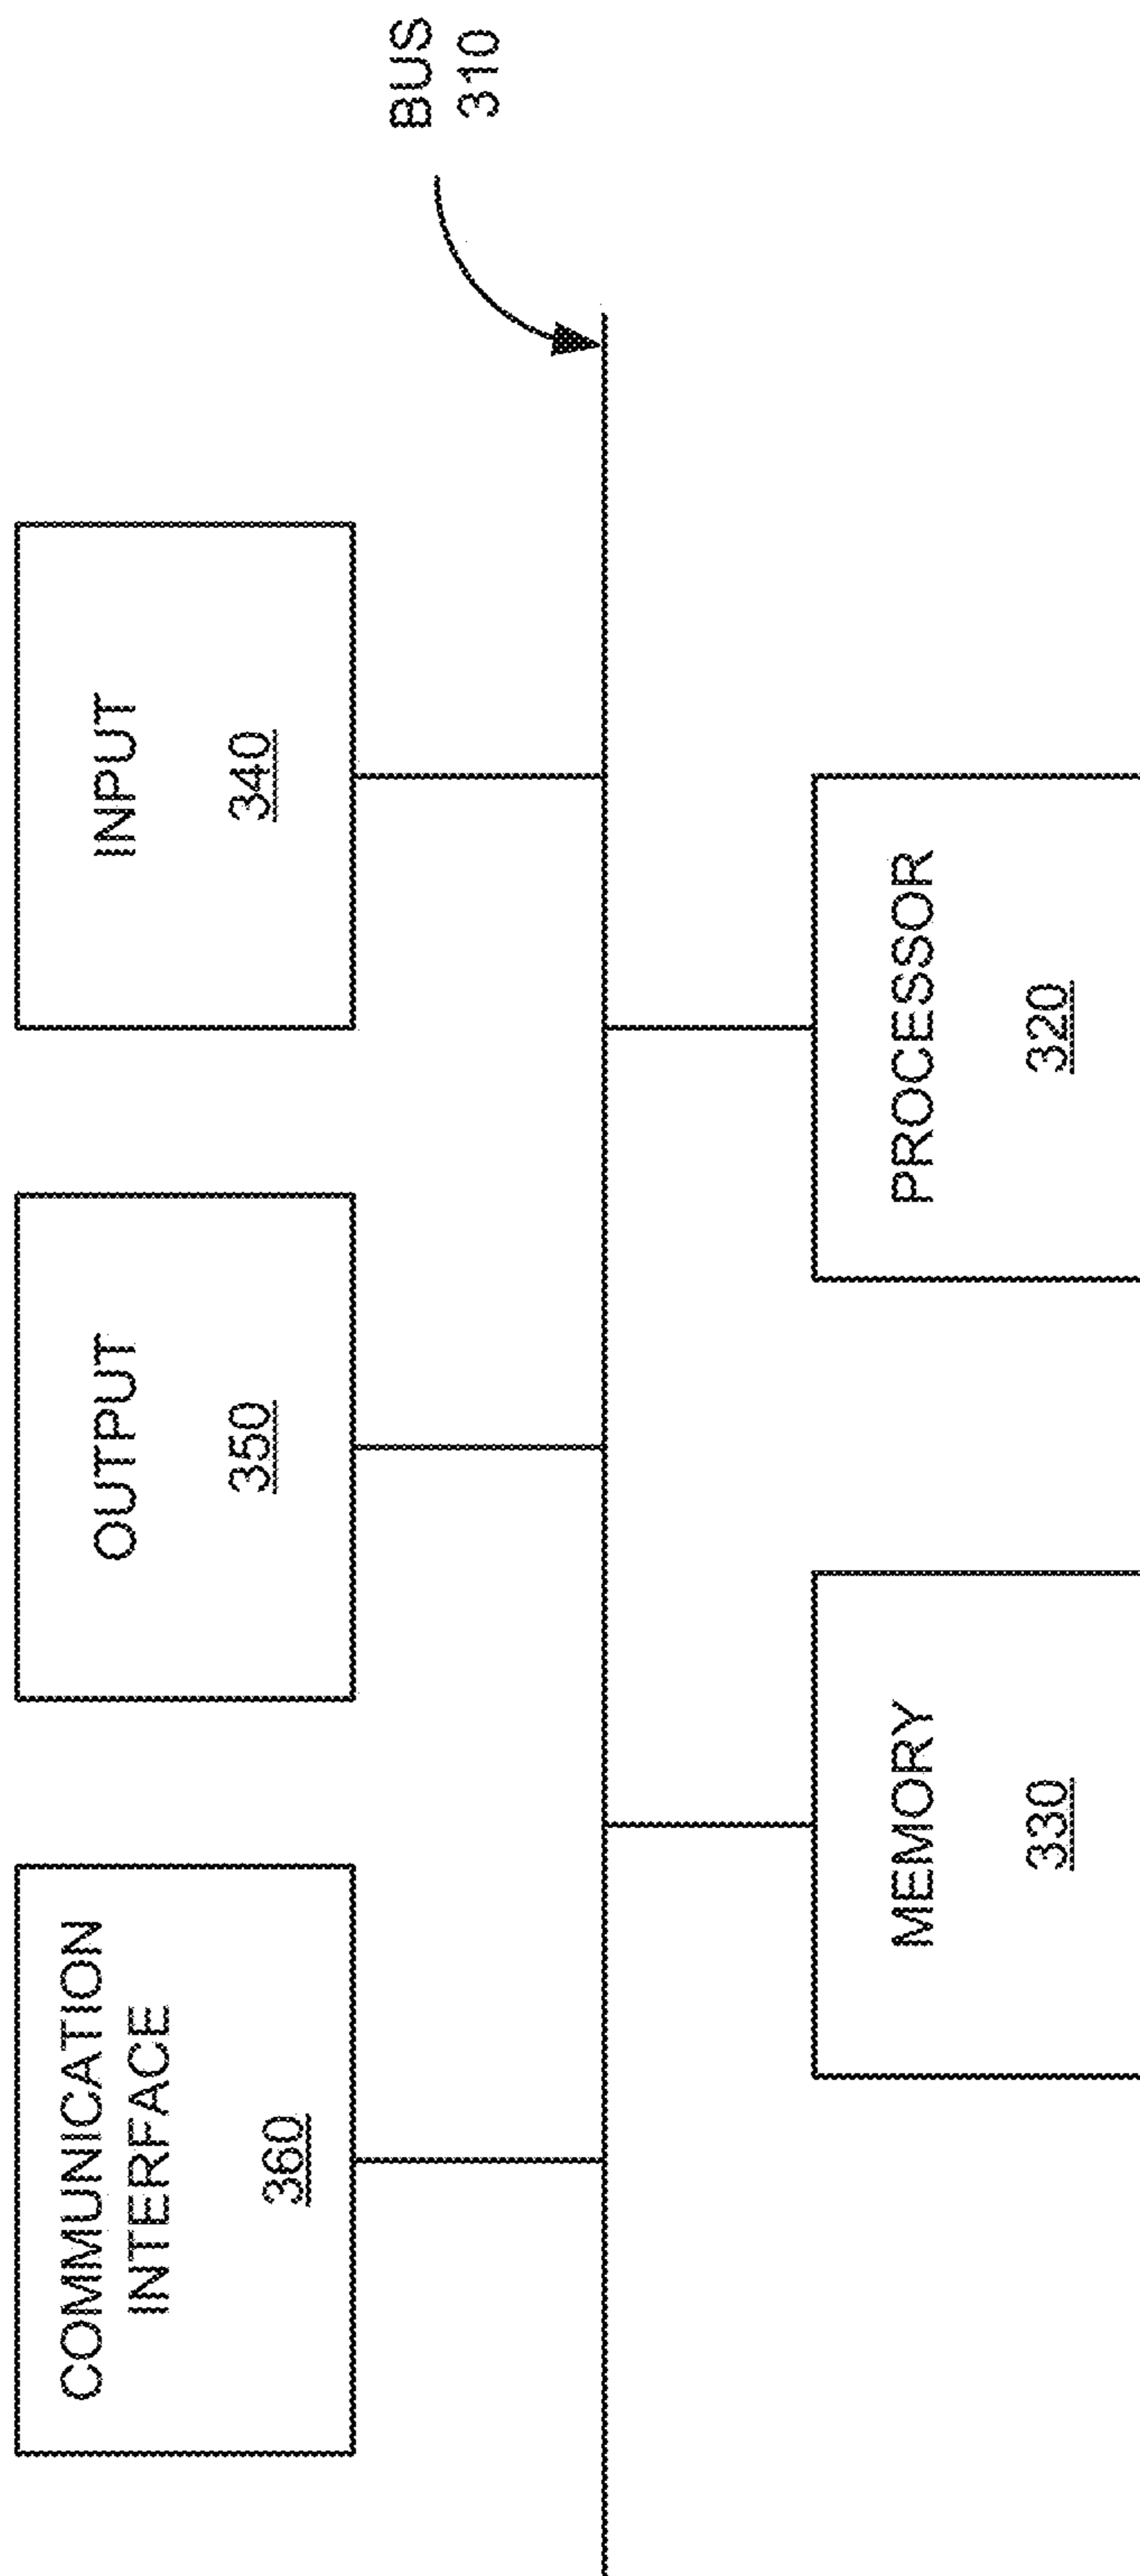 COMMUNICATION
INTERFACE
360
OUTPUT
350
INPUT
340
BUS
310
MEMORY
330
PROCESSOR
320